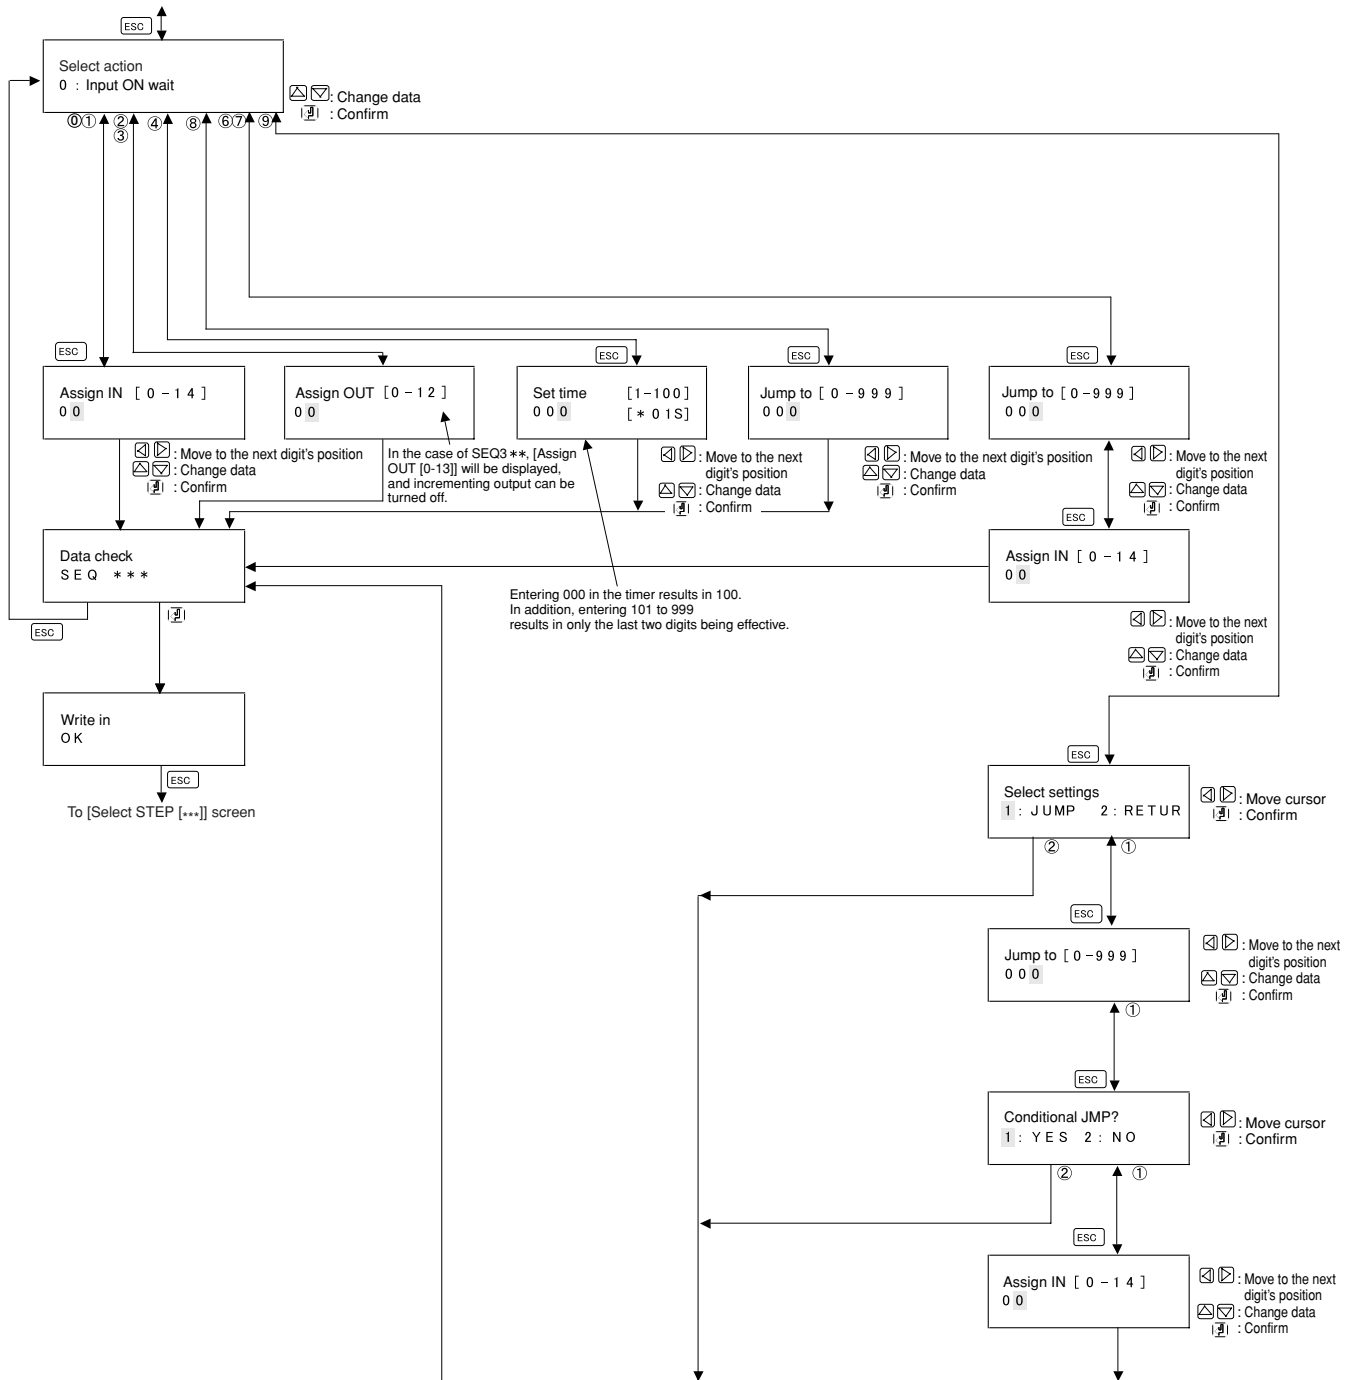 ESC
Select action
0 : Input ON wait
: Change data
: Confirm
⓪① ② ④ ⑧ ⑥⑦ ⑨
③
ESC
ESC
ESC
ESC
Assign IN [ 0 – 1 4 ]
0 0
Assign OUT [ 0 – 1 2 ]
0 0
Set time [1-100]
0 0 0 [ * 0 1S]
Jump to [ 0 – 9 9 9 ]
0 0 0
Jump to [ 0 – 9 9 9 ]
0 0 0
: Move to the next digit's position
: Change data
: Confirm
In the case of SEQ3 **, [Assign
OUT [0-13]] will be displayed,
and incrementing output can be
turned off.
: Move to the next
digit's position
: Change data
: Confirm
: Move to the next digit's position
: Change data
: Confirm
: Move to the next
digit's position
: Change data
: Confirm
ESC
Data check
S E Q * * *
Assign IN [ 0 – 1 4 ]
0 0
Entering 000 in the timer results in 100.
In addition, entering 101 to 999
results in only the last two digits being effective.
ESC
: Move to the next
digit's position
: Change data
: Confirm
Write in
O K
ESC
To [Select STEP [***]] screen
ESC
Select settings
1 : J U M P 2 : R E T U R
: Move cursor
: Confirm
② ①
ESC
Jump to [ 0 – 9 9 9 ]
0 0 0
: Move to the next
digit's position
: Change data
: Confirm
①
ESC
Conditional JMP?
1 : Y E S 2 : N O
: Move cursor
: Confirm
② ①
ESC
Assign IN [ 0 – 1 4 ]
0 0
: Move to the next
digit's position
: Change data
: Confirm